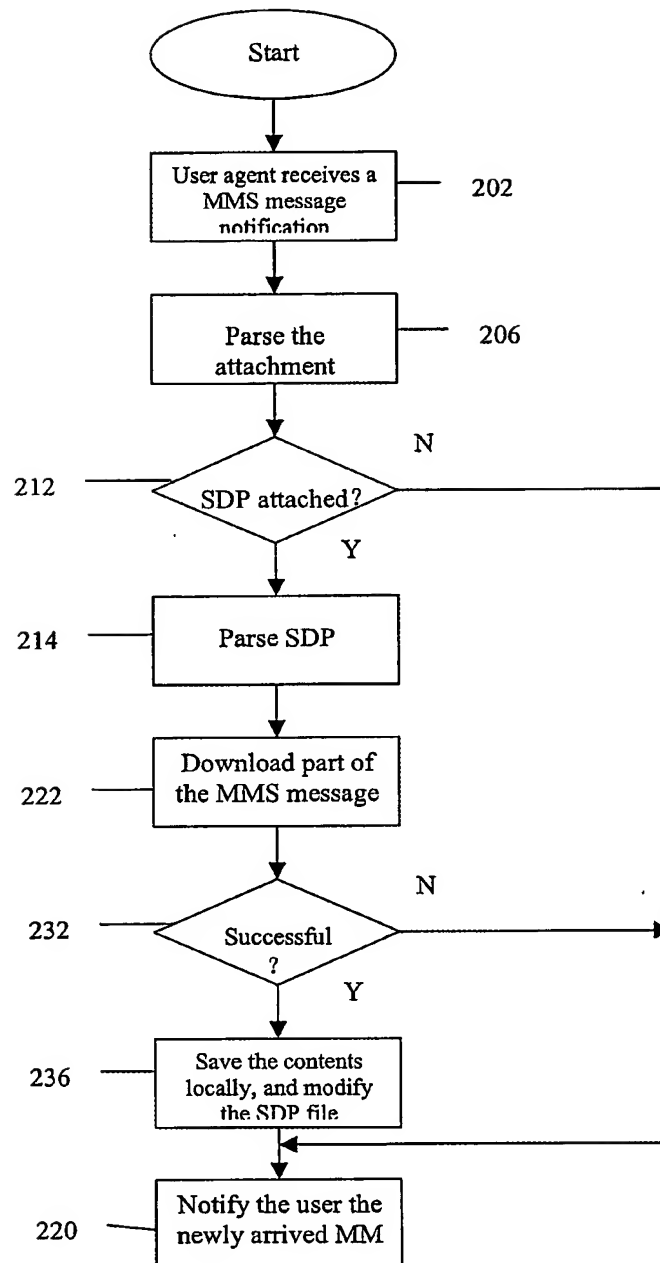 Start
User agent receives a
MMS message
notification
202
Parse the
attachment
206
N
212
SDP attached?
Y
214
Parse SDP
Download part of
the MMS message
222
N
232
Successful
?
Y
Save the contents
locally, and modify
the SDP file
236
Notify the user the
newly arrived MM
220